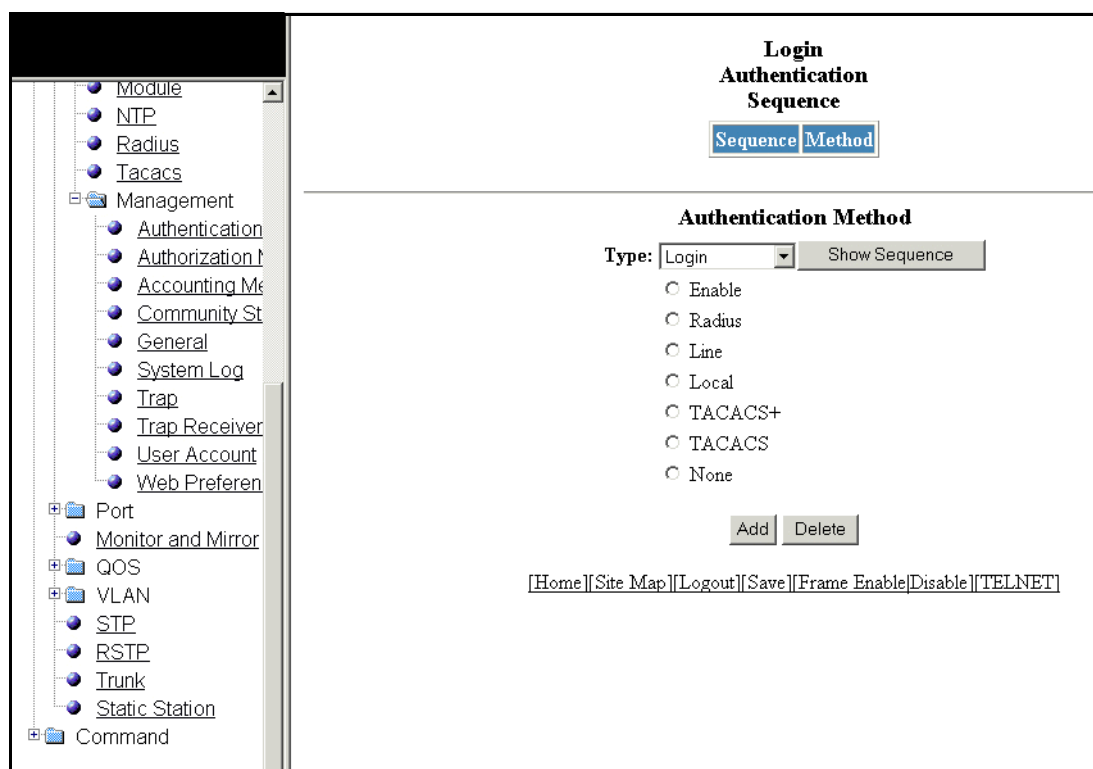 Module
NTP
Radius
Tacacs
Management
Authentication
Authorization
Accounting
Community
General
System Log
Trap
Trap Receiver
User Account
Web
Port
Monitor and Mirror
QOS
VLAN
STP
RSTP
Trunk
Static Station
Command
Login
Authentication
Sequence
Sequence Method
Authentication Method
Type: Login Show Sequence
Enable
Radius
Line
Local
TACACS+
TACACS
None
Add Delete
[Home][Site Map][Logout][Save][Frame Enable|Disable][TELNET]